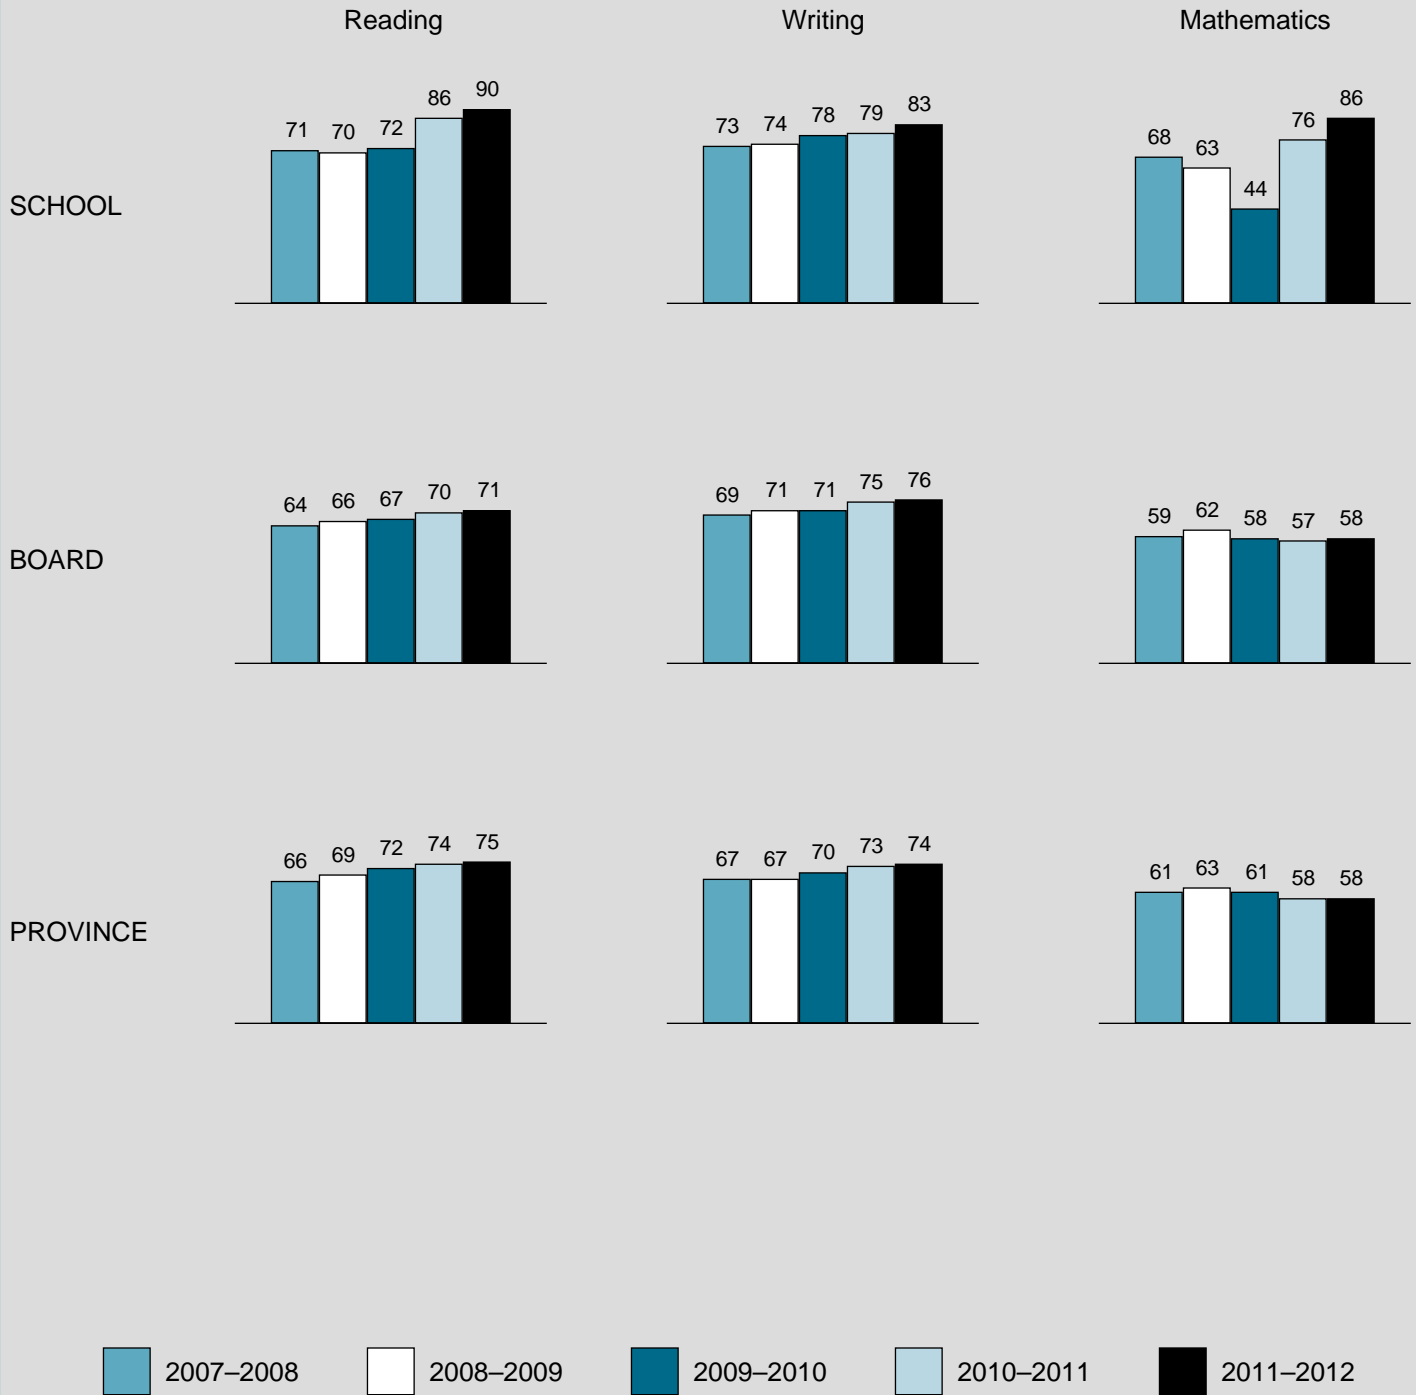 Reading Writing Mathematics
71 70 72 86 90 73 74 78 79 83 68 63 44 76 86
SCHOOL
64 66 67 70 71 69 71 71 75 76 59 62 58 57 58
BOARD
66 69 72 74 75 67 67 70 73 74 61 63 61 58 58
PROVINCE
2007–2008 2008–2009 2009–2010 2010–2011 2011–2012